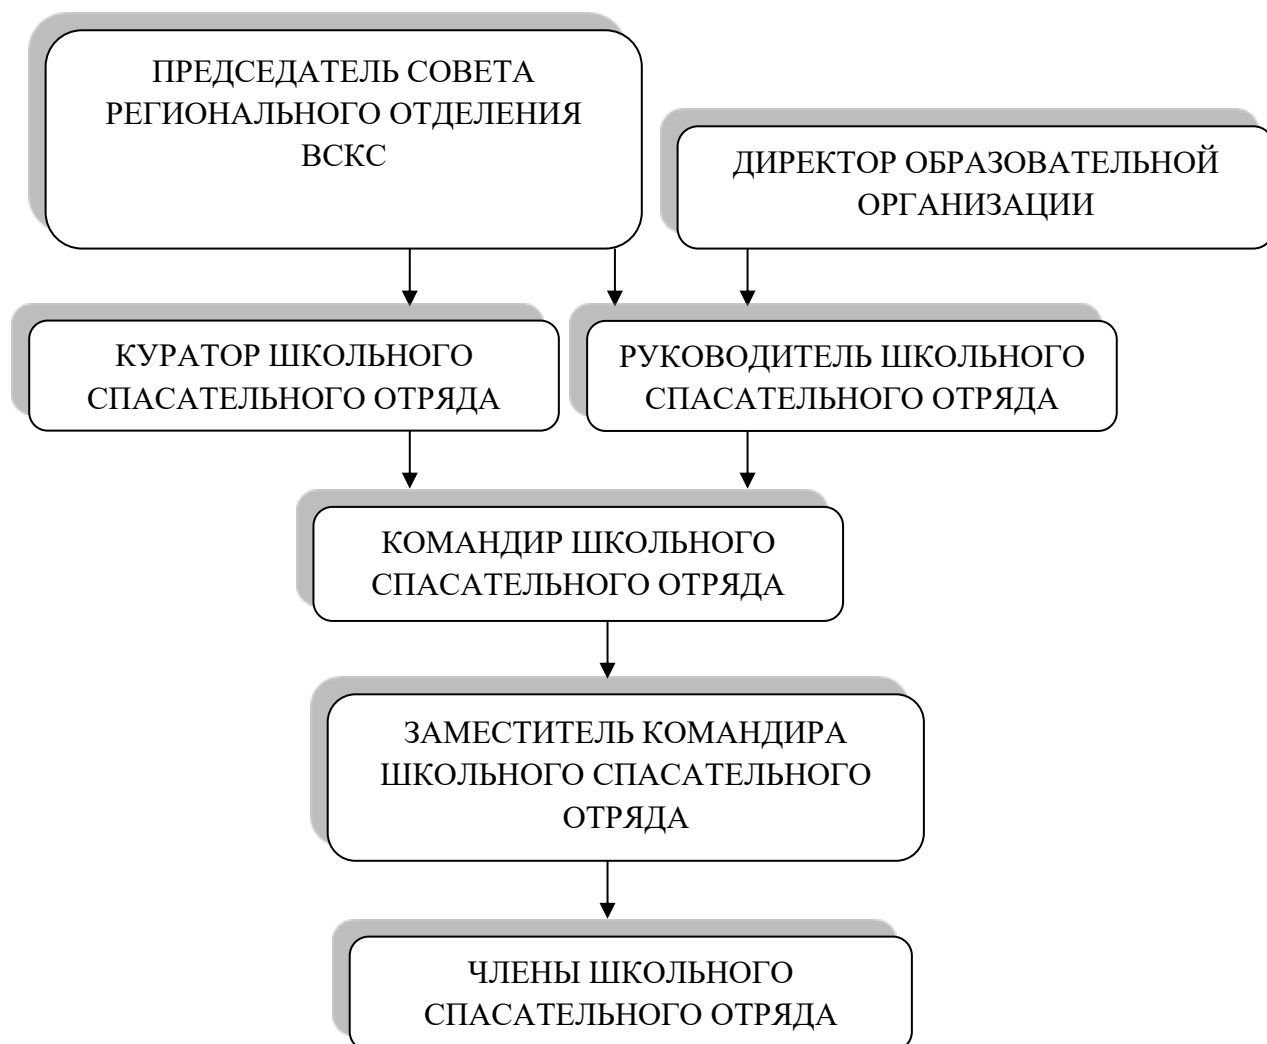 ПРЕДСЕДАТЕЛЬ СОВЕТА
РЕГИОНАЛЬНОГО ОТДЕЛЕНИЯ
ВСКС
ДИРЕКТОР ОБРАЗОВАТЕЛЬНОЙ
ОРГАНИЗАЦИИ
КУРАТОР ШКОЛЬНОГО
СПАСАТЕЛЬНОГО ОТРЯДА
РУКОВОДИТЕЛЬ ШКОЛЬНОГО
СПАСАТЕЛЬНОГО ОТРЯДА
КОМАНДИР ШКОЛЬНОГО
СПАСАТЕЛЬНОГО ОТРЯДА
ЗАМЕСТИТЕЛЬ КОМАНДИРА
ШКОЛЬНОГО СПАСАТЕЛЬНОГО
ОТРЯДА
ЧЛЕНЫ ШКОЛЬНОГО
СПАСАТЕЛЬНОГО ОТРЯДА